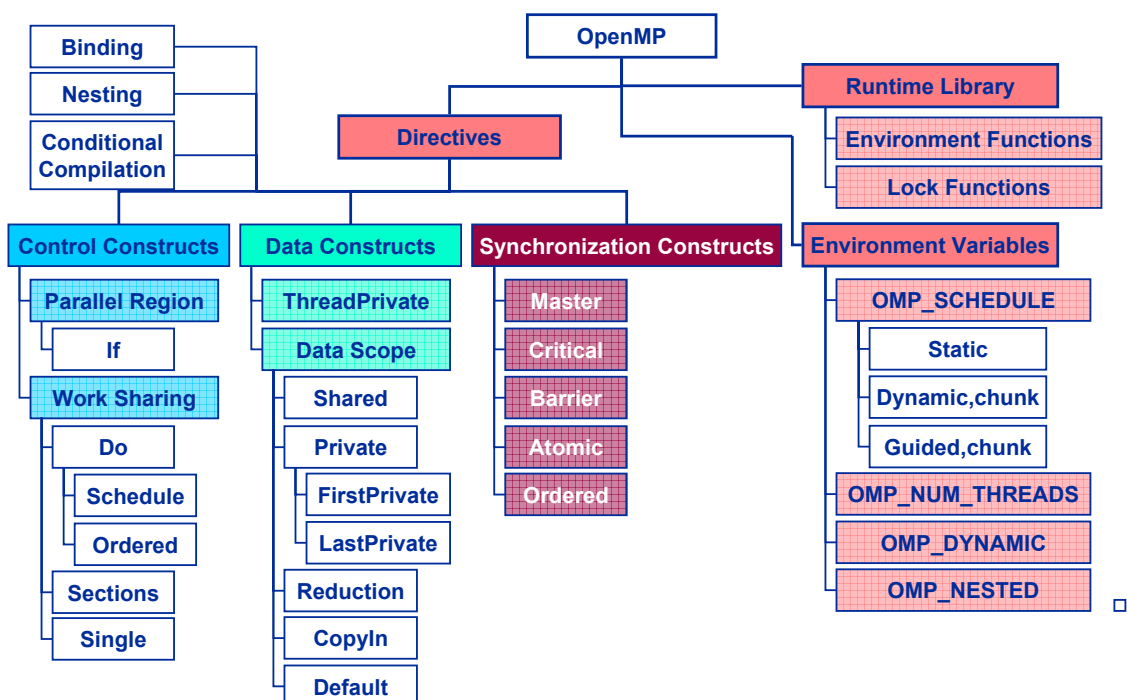 OpenMP
Binding
Nesting
Conditional
Compilation
Directives
Runtime Library
Environment Functions
Lock Functions
Control Constructs
Parallel Region
If
Work Sharing
Do
Schedule
Ordered
Sections
Single
Data Constructs
ThreadPrivate
Data Scope
Shared
Private
FirstPrivate
LastPrivate
Reduction
CopyIn
Default
Synchronization Constructs
Master
Critical
Barrier
Atomic
Ordered
Environment Variables
OMP_SCHEDULE
Static
Dynamic,chunk
Guided,chunk
OMP_NUM_THREADS
OMP_DYNAMIC
OMP_NESTED